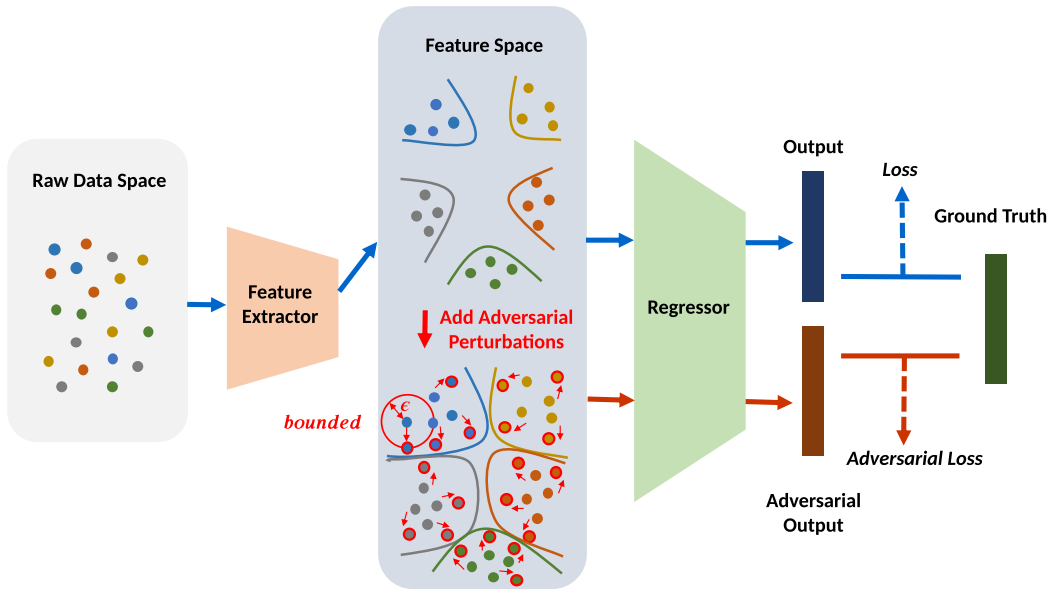 Feature Space
Raw Data Space
Feature
Extractor
Add Adversarial
Perturbations
bounded
ϵ
Regressor
Output
Loss
Ground Truth
Adversarial Loss
Adversarial
Output